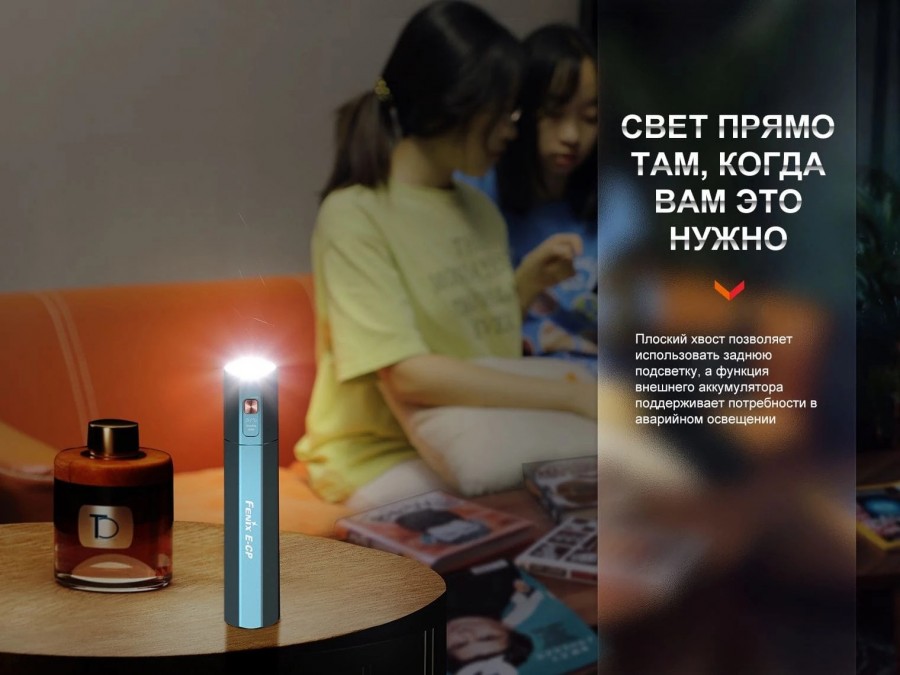 СВЕТ ПРЯМО
ТАМ, КОГДА
ВАМ ЭТО
НУЖНО
Плоский хвост позволяет
использовать заднюю
подсветку, а функция
внешнего аккумулятора
поддерживает потребности в
аварийном освещении
FENIX E-CP
TD